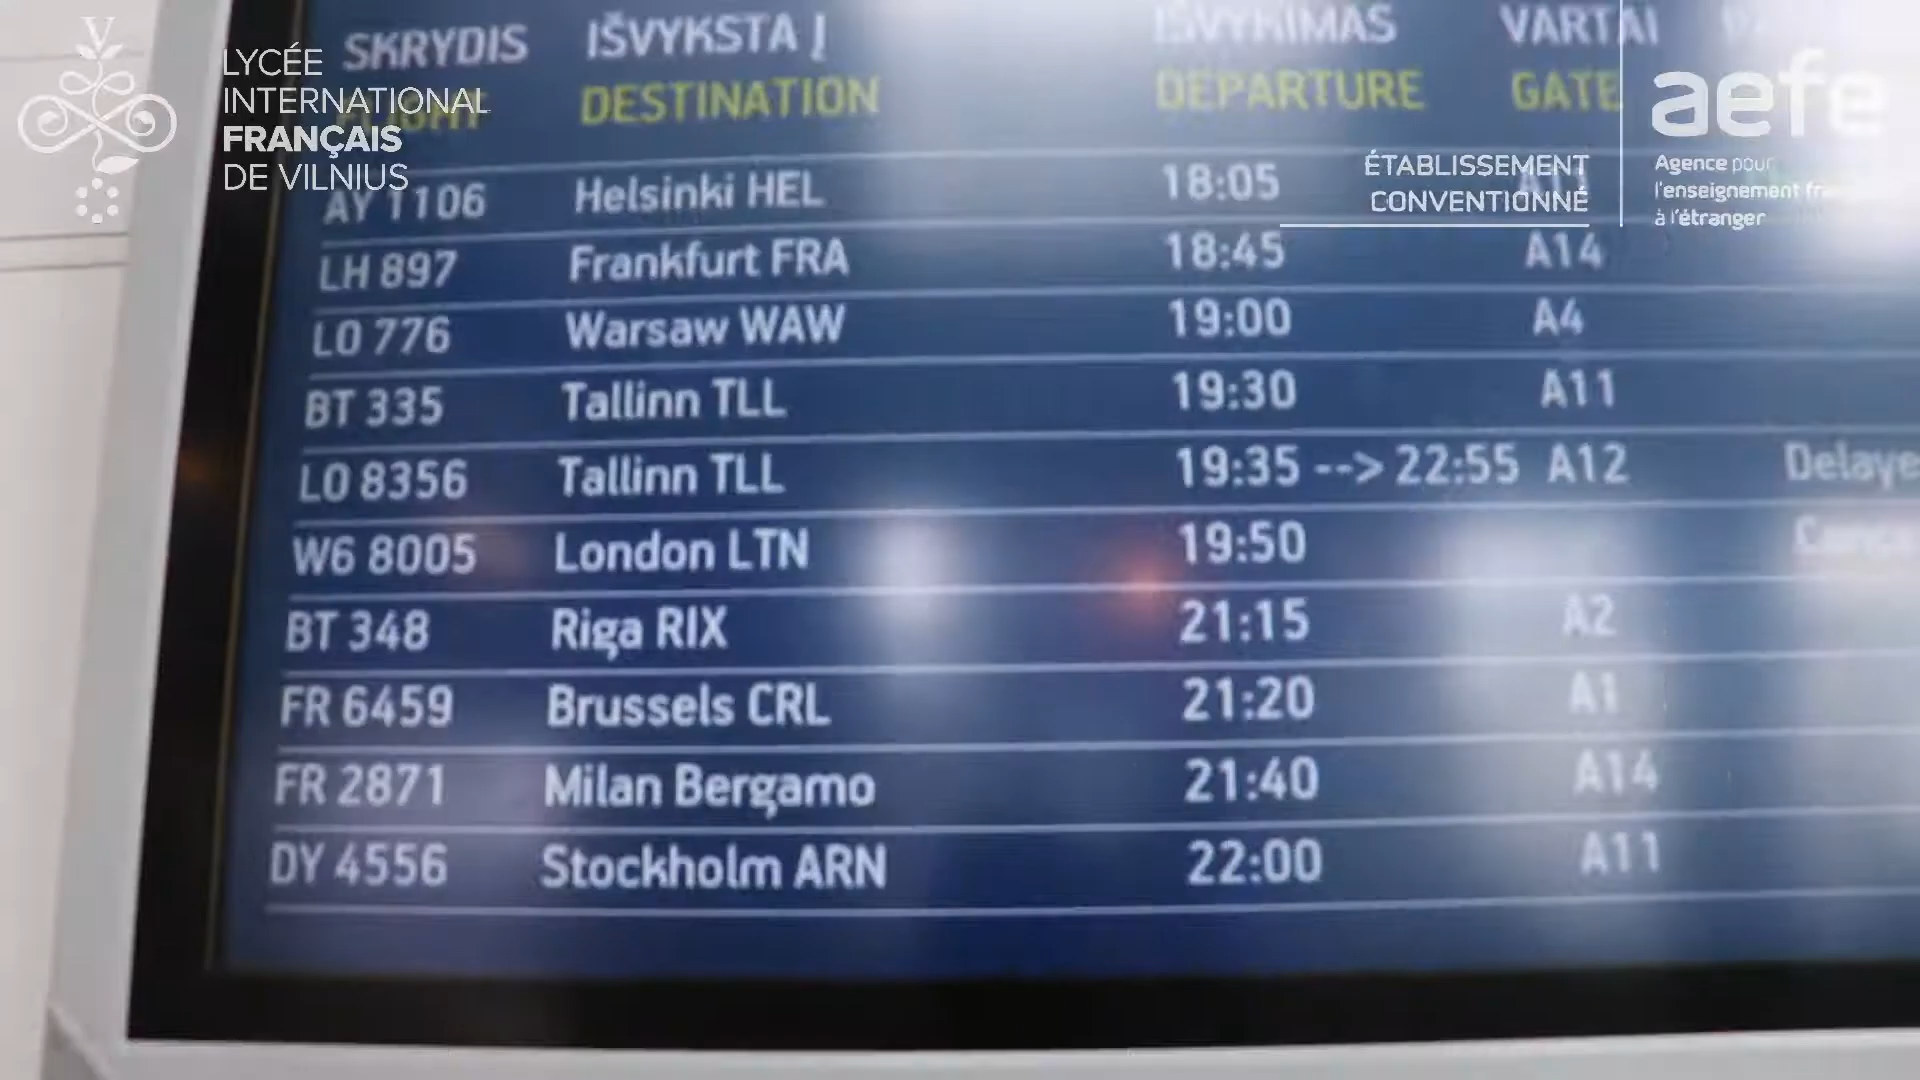 SKRYDIS IŠVYKSTA Į IŠVYKIMAS VARTAI
FLIGHT DESTINATION DEPARTURE GATE
AY 1106 Helsinki HEL 18:05
LH 897 Frankfurt FRA 18:45 A14
LO 776 Warsaw WAW 19:00 A4
BT 335 Tallinn TLL 19:30 A11
LO 8356 Tallinn TLL 19:35 --> 22:55 A12 Delaye
W6 8005 London LTN 19:50
BT 348 Riga RIX 21:15 A2
FR 6459 Brussels CRL 21:20 A1
FR 2871 Milan Bergamo 21:40 A14
DY 4556 Stockholm ARN 22:00 A11
V
LYCÉE
INTERNATIONAL
FRANÇAIS
DE VILNIUS
ÉTABLISSEMENT
CONVENTIONNÉ
aefe
Agence pour
l'enseignement fra
à l'étranger